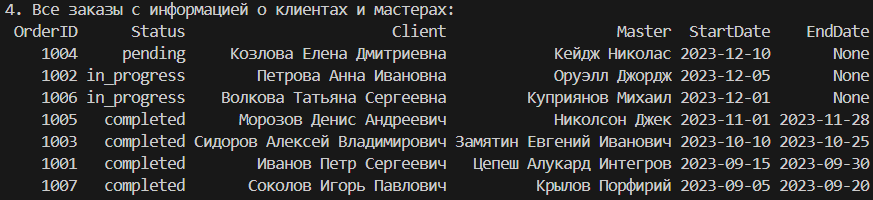 4. Все заказы с информацией о клиентах и мастерах:
OrderID Status Client Master StartDate EndDate
1004 pending Козлова Елена Дмитриевна Кейдж Николас 2023-12-10 None
1002 in_progress Петрова Анна Ивановна Оруэлл Джордж 2023-12-05 None
1006 in_progress Волкова Татьяна Сергеевна Куприянов Михаил 2023-12-01 None
1005 completed Морозов Денис Андреевич Николсон Джек 2023-11-01 2023-11-28
1003 completed Сидоров Алексей Владимирович Замятин Евгений Иванович 2023-10-10 2023-10-25
1001 completed Иванов Петр Сергеевич Цепеш Алукард Интегров 2023-09-15 2023-09-30
1007 completed Соколов Игорь Павлович Крылов Порфирий 2023-09-05 2023-09-20